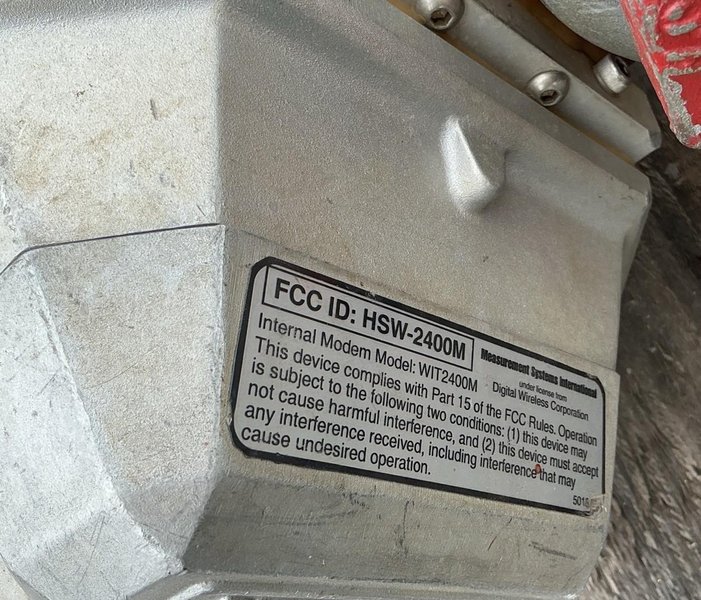 FCC ID: HSW-2400M
Measurement Systems International
Internal Modem Model: WIT2400M
under license from
Digital Wireless Corporation
This device complies with Part 15 of the FCC Rules. Operation
is subject to the following two conditions: (1) this device may
not cause harmful interference, and (2) this device must accept
any interference received, including interference that may
cause undesired operation.